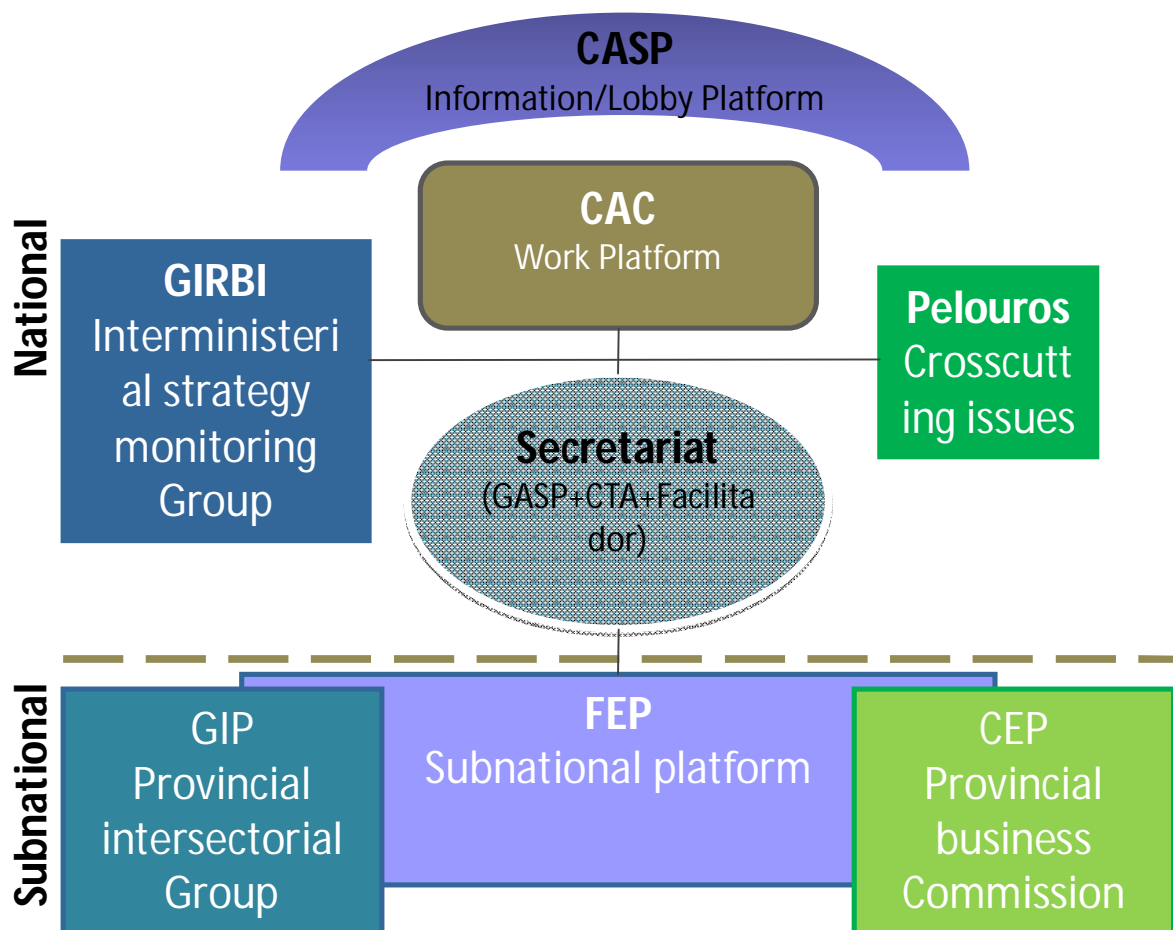 CASP
Information/Lobby Platform
CAC
Work Platform
National
GIRBI
Interministeri
al strategy
monitoring
Group
Pelouros
Crosscutt
ing issues
Secretariat
(GASP+CTA+Facilita
dor)
Subnational
GIP
Provincial
intersectorial
Group
FEP
Subnational platform
CEP
Provincial
business
Commission